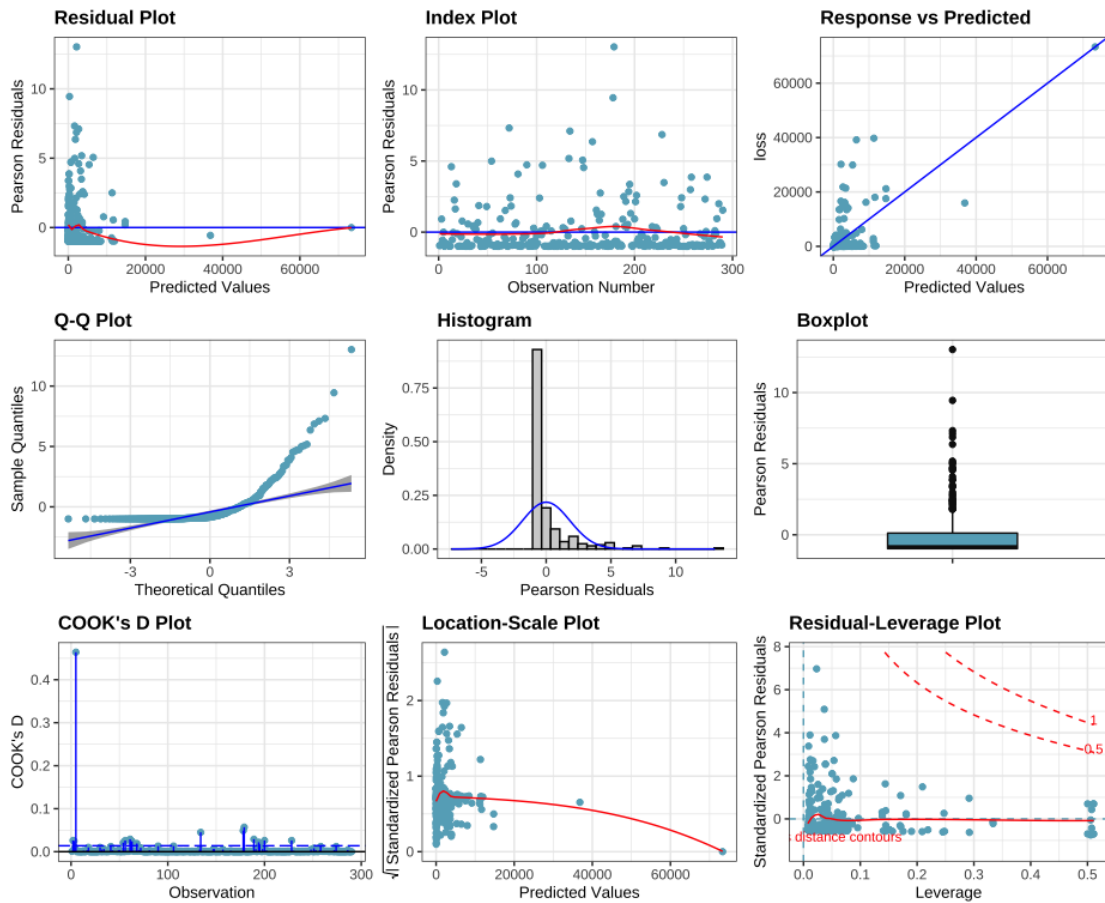 Residual Plot
Pearson Residuals
10
5
0
0
20000
40000
60000
Predicted Values
Index Plot
Pearson Residuals
10
5
0
0
100
200
300
Observation Number
Response vs Predicted
loss
60000
40000
20000
0
0
20000
40000
60000
Predicted Values
Q-Q Plot
Sample Quantiles
10
5
0
-3
0
3
Theoretical Quantiles
Histogram
Density
0.75
0.50
0.25
0.00
-5
0
5
10
Pearson Residuals
Boxplot
Pearson Residuals
10
5
0
COOK's D Plot
COOK's D
0.4
0.3
0.2
0.1
0.0
0
100
200
300
Observation
Location-Scale Plot
√|Standardized Pearson Residuals|
2
1
0
0
20000
40000
60000
Predicted Values
Residual-Leverage Plot
Standardized Pearson Residuals
8
6
4
2
0
-2
1
0.5
distance contours
0.0
0.1
0.2
0.3
0.4
0.5
Leverage